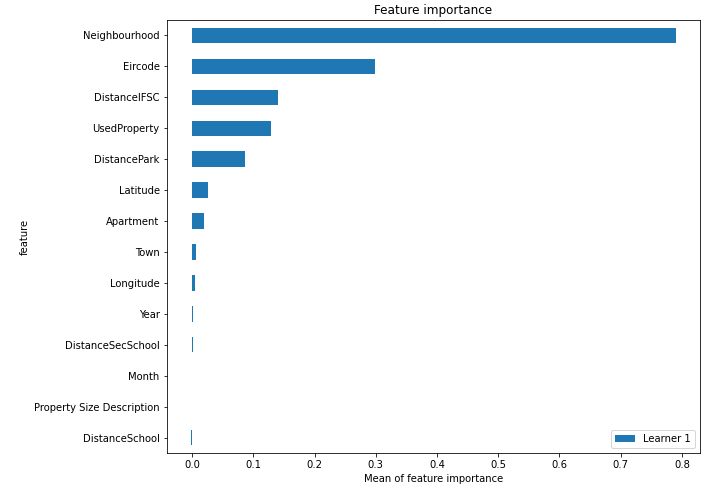 Feature importance
feature
Neighbourhood
Eircode
DistanceIFSC
UsedProperty
DistancePark
Latitude
Apartment
Town
Longitude
Year
DistanceSecSchool
Month
Property Size Description
DistanceSchool
Learner 1
0.0 0.1 0.2 0.3 0.4 0.5 0.6 0.7 0.8
Mean of feature importance